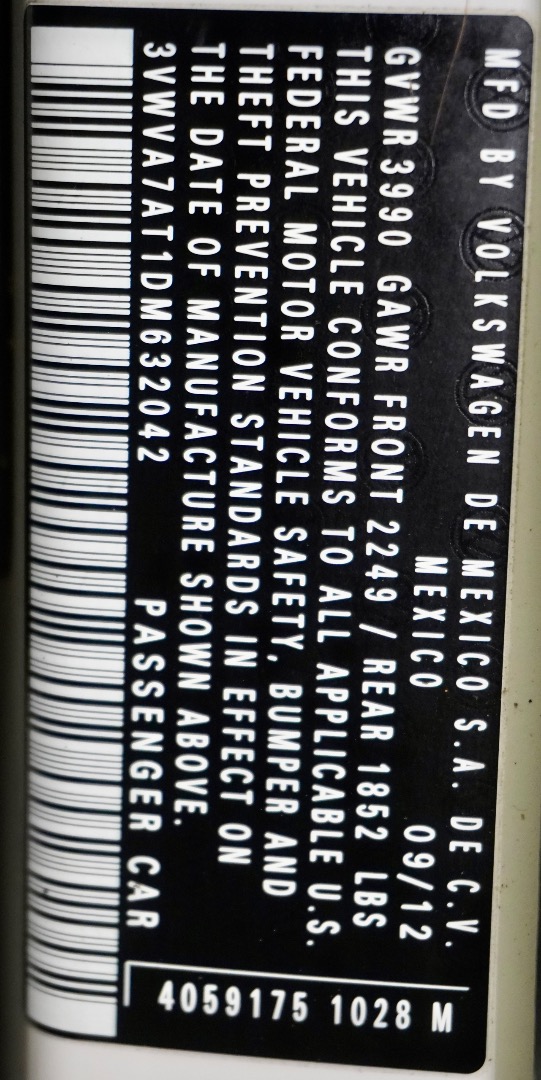 MFD BY VOLKSWAGEN DE MEXICO S.A. DE C.V.
MEXICO 09/12
GVWR 3990 GAWR FRONT 2249 / REAR 1852 LBS
THIS VEHICLE CONFORMS TO ALL APPLICABLE U.S.
FEDERAL MOTOR VEHICLE SAFETY, BUMPER AND
THEFT PREVENTION STANDARDS IN EFFECT ON
THE DATE OF MANUFACTURE SHOWN ABOVE.
3VWVA7AT1DM632042 PASSENGER CAR
4059175 1028 M